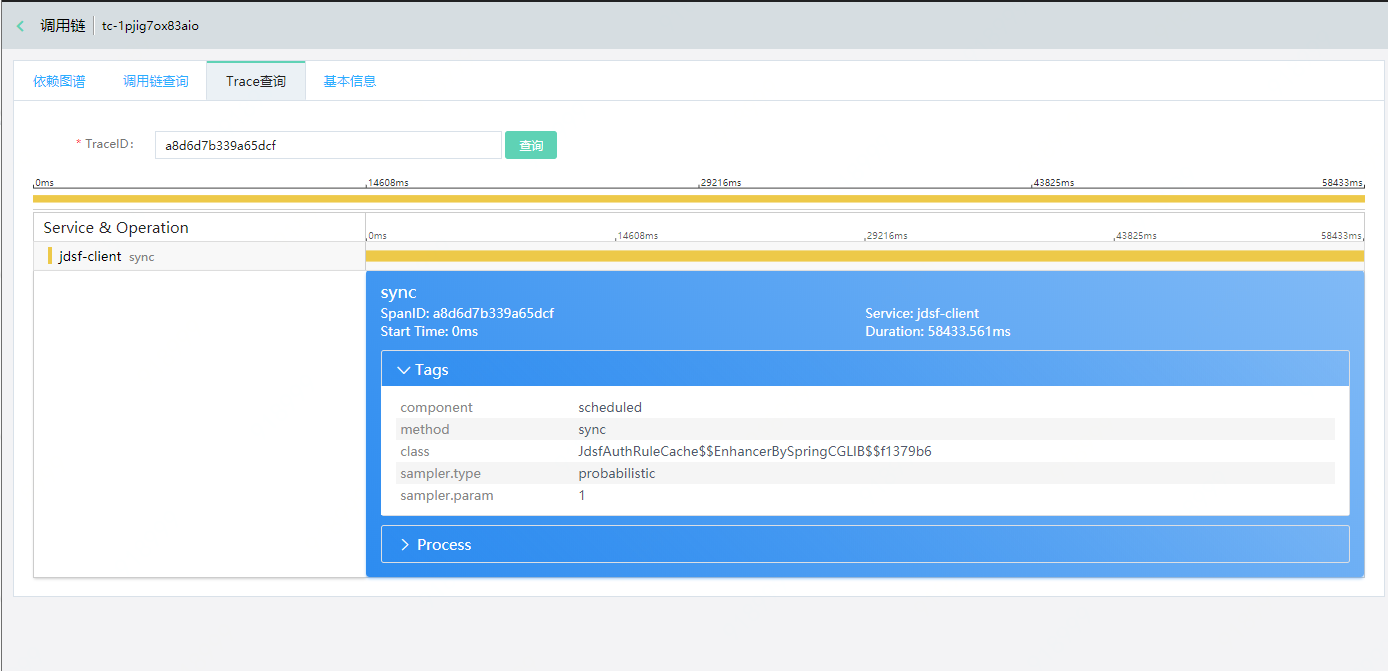 调用链 tc-1pjig7ox83aio
依赖图谱 调用链查询 Trace查询 基本信息
* TraceID： a8d6d7b339a65dcf 查询
0ms 14608ms 29216ms 43825ms 58433ms
Service & Operation 0ms 14608ms 29216ms 43825ms 58433ms
jdsf-client sync
sync
SpanID: a8d6d7b339a65dcf Service: jdsf-client
Start Time: 0ms Duration: 58433.561ms
Tags
component scheduled
method sync
class JdsfAuthRuleCache$$EnhancerBySpringCGLIB$$f1379b6
sampler.type probabilistic
sampler.param 1
Process